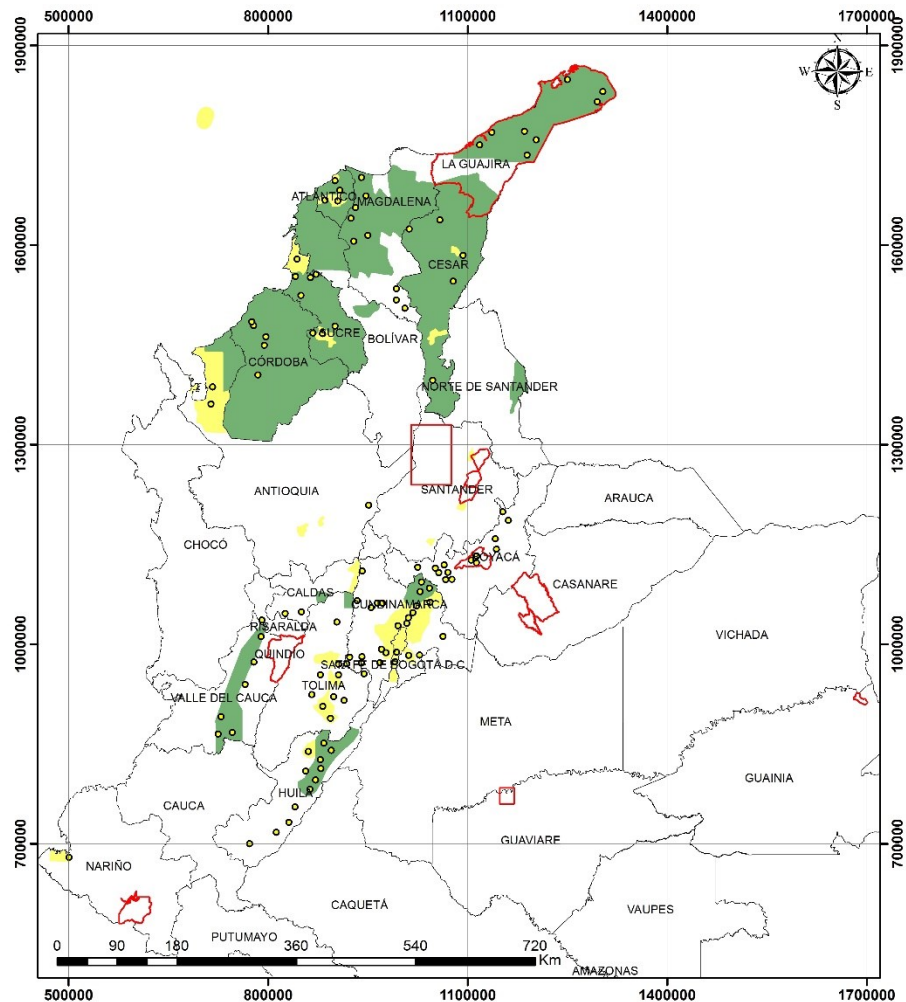 500000 800000 1100000 1400000 1700000
1900000 1900000
N
W E
S
LA GUAJIRA
ATLÁNTICO
MAGDALENA
1600000 1600000
CESAR
SUCRE
BOLÍVAR
CÓRDOBA
NORTE DE SANTANDER
1300000 1300000
ANTIOQUIA
SANTANDER
ARAUCA
CHOCÓ
BOYACÁ
CASANARE
CALDAS
CUNDINAMARCA
RISARALDA
VICHADA
1000000 1000000
QUINDIO
SANTAFE DE BOGOTÁ D.C.
TOLIMA
VALLE DEL CAUCA
META
GUAINIA
HUILA
CAUCA
GUAVIARE
700000 700000
NARIÑO
CAQUETÁ
VAUPES
PUTUMAYO
0 90 180 360 540 720
Km
AMAZONAS
500000 800000 1100000 1400000 1700000